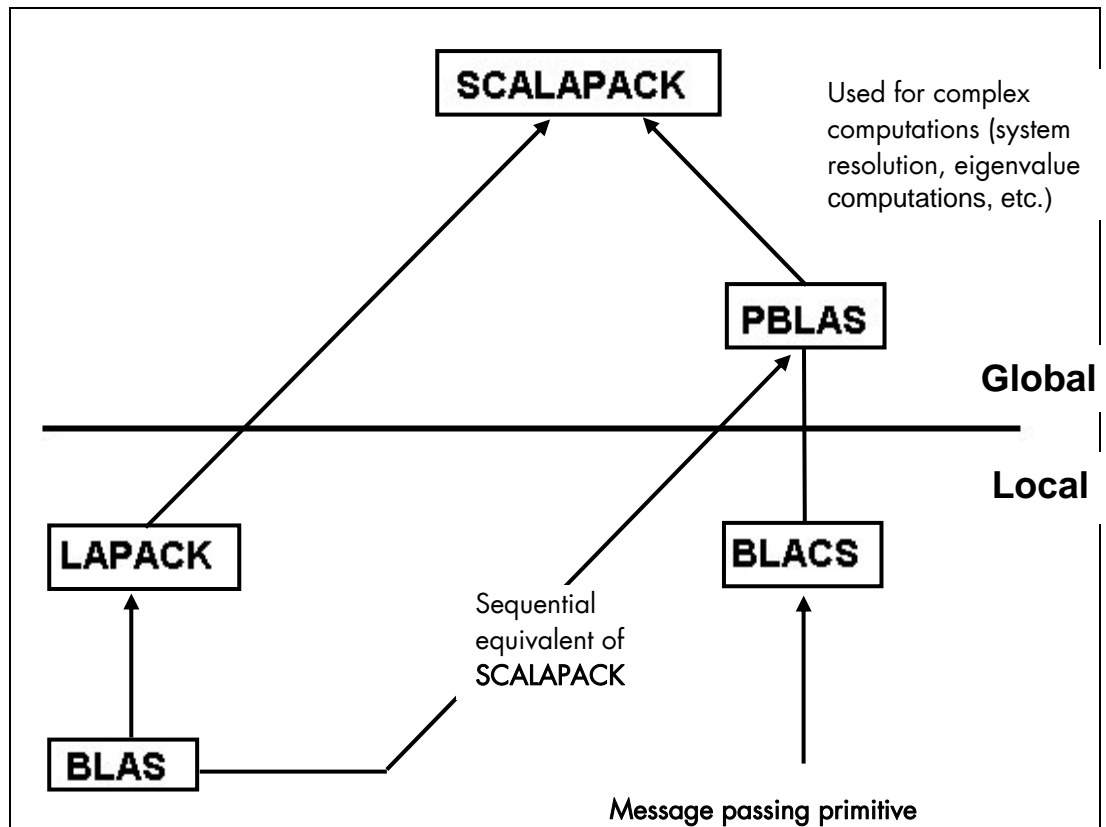 SCALAPACK
Used for complex
computations (system
resolution, eigenvalue
computations, etc.)
PBLAS
Global
Local
LAPACK
BLACS
Sequential
equivalent of
SCALAPACK
BLAS
Message passing primitive